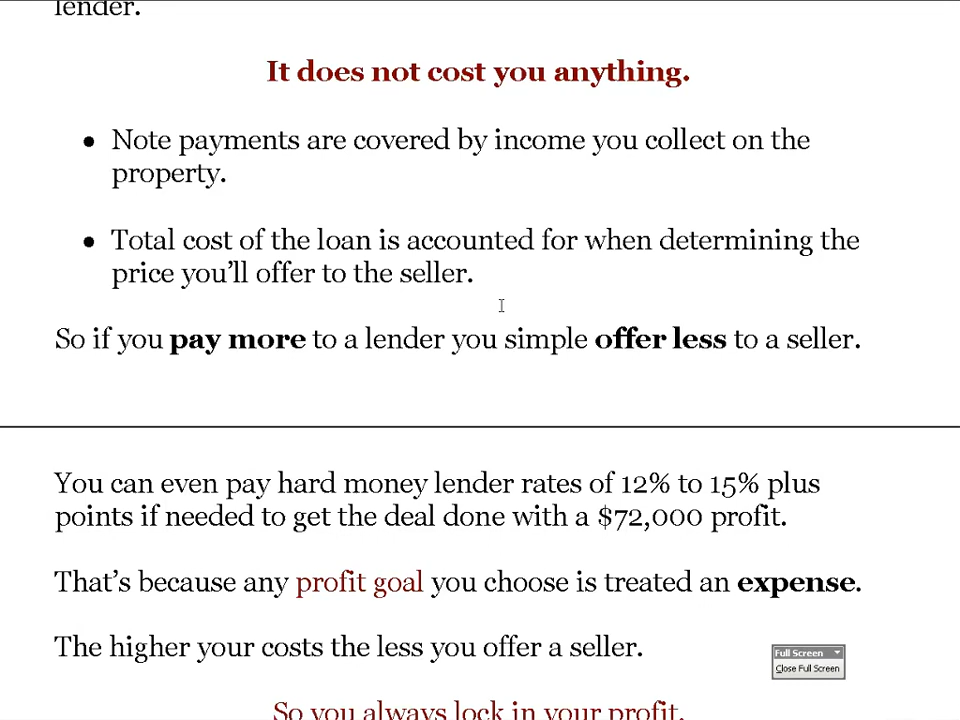 lender.
It does not cost you anything.
• Note payments are covered by income you collect on the
property.
• Total cost of the loan is accounted for when determining the
price you’ll offer to the seller.
So if you pay more to a lender you simple offer less to a seller.
You can even pay hard money lender rates of 12% to 15% plus
points if needed to get the deal done with a $72,000 profit.
That’s because any profit goal you choose is treated an expense.
The higher your costs the less you offer a seller.
Full Screen
Close Full Screen
So you always lock in your profit.